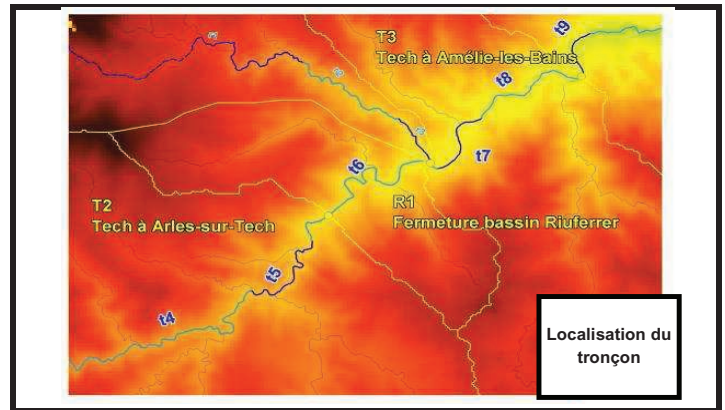 t9
T3
Tech à Amélie-les-Bains
t8
t6
t7
T2
Tech à Arles-sur-Tech
R1
Fermeture bassin Riuferrer
t5
t4
Localisation du
tronçon